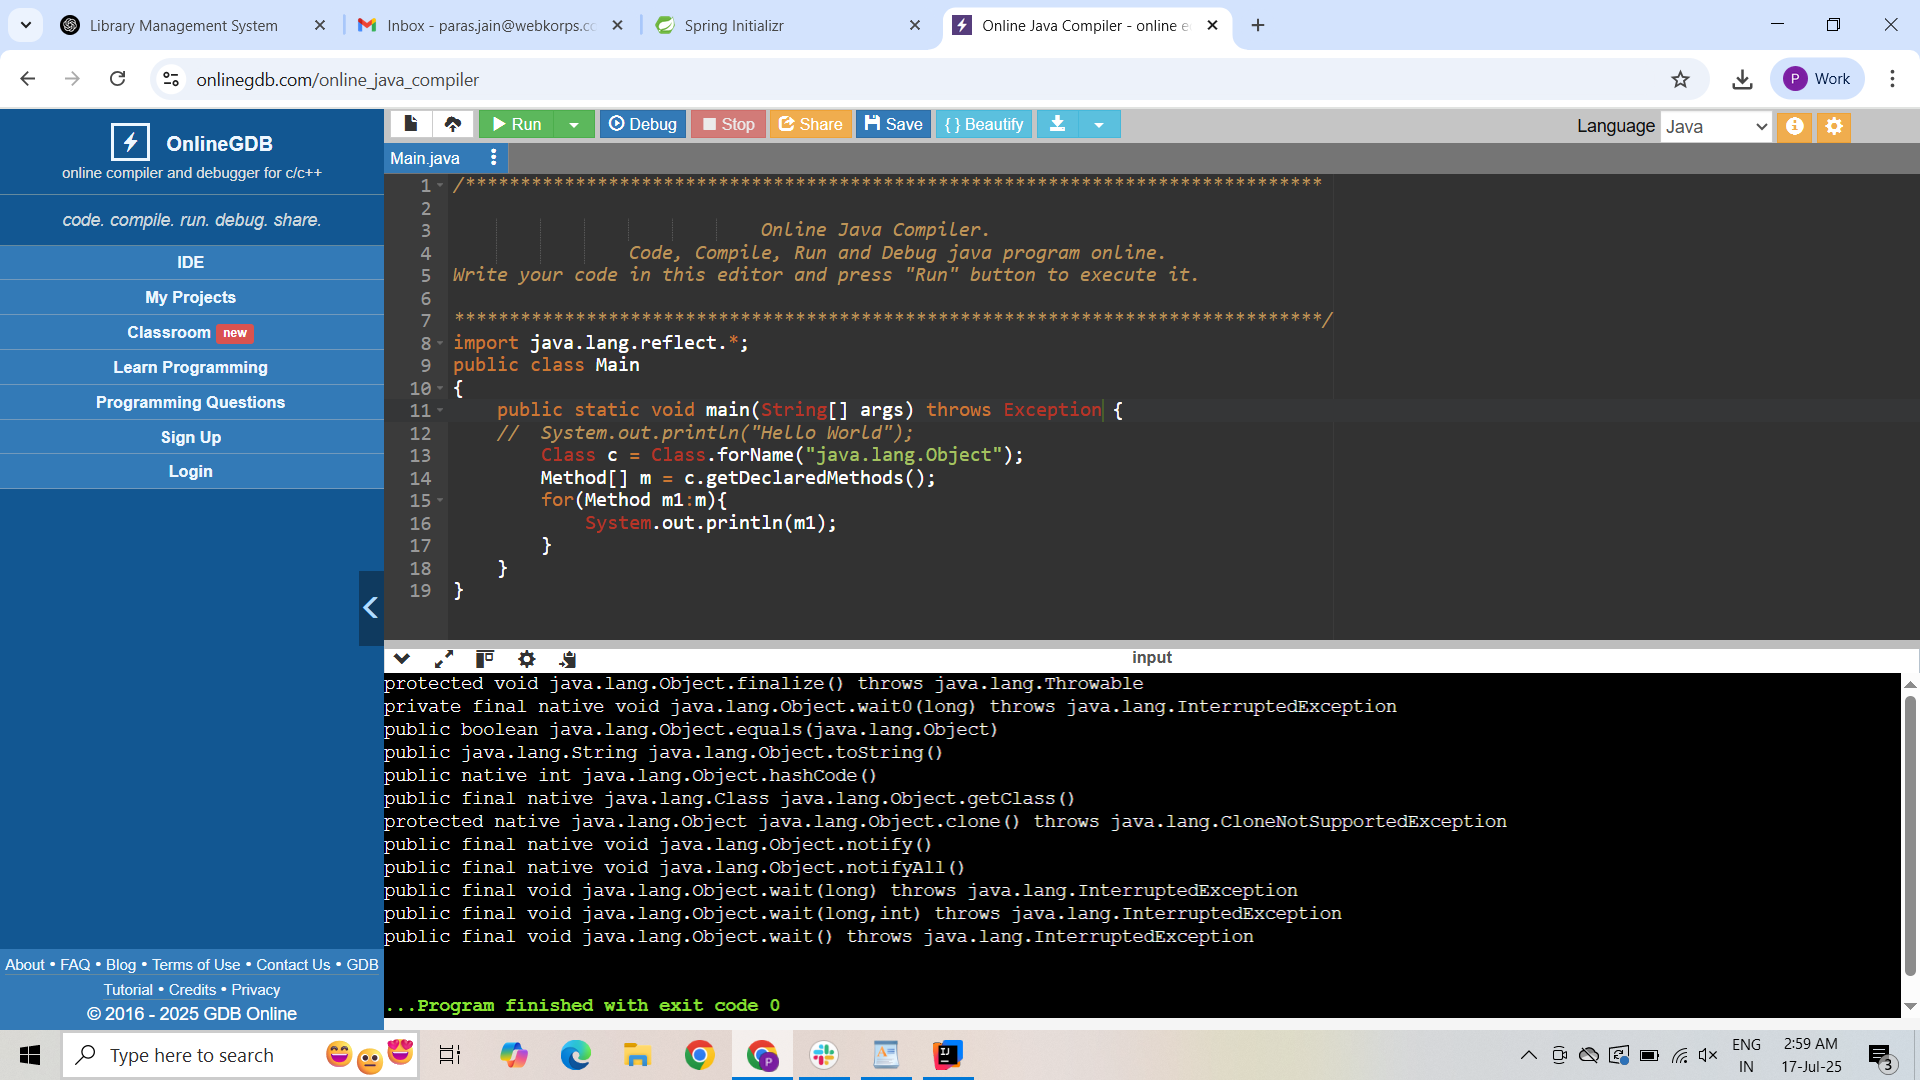 Library Management System
Inbox - paras.jain@webkorps.co
Spring Initializr
Online Java Compiler - online e
onlinegdb.com/online_java_compiler
P Work
OnlineGDB
online compiler and debugger for c/c++
code. compile. run. debug. share.
IDE
My Projects
Classroom new
Learn Programming
Programming Questions
Sign Up
Login
About • FAQ • Blog • Terms of Use • Contact Us • GDB
Tutorial • Credits • Privacy
© 2016 - 2025 GDB Online
Run Debug Stop Share Save { } Beautify
Language Java
Main.java
1 /******************************************************************************
2
3 Online Java Compiler.
4 Code, Compile, Run and Debug java program online.
5 Write your code in this editor and press "Run" button to execute it.
6
7 *******************************************************************************/
8 import java.lang.reflect.*;
9 public class Main
10 {
11 public static void main(String[] args) throws Exception {
12 // System.out.println("Hello World");
13 Class c = Class.forName("java.lang.Object");
14 Method[] m = c.getDeclaredMethods();
15 for(Method m1:m){
16 System.out.println(m1);
17 }
18 }
19 }
input
protected void java.lang.Object.finalize() throws java.lang.Throwable
private final native void java.lang.Object.wait0(long) throws java.lang.InterruptedException
public boolean java.lang.Object.equals(java.lang.Object)
public java.lang.String java.lang.Object.toString()
public native int java.lang.Object.hashCode()
public final native java.lang.Class java.lang.Object.getClass()
protected native java.lang.Object java.lang.Object.clone() throws java.lang.CloneNotSupportedException
public final native void java.lang.Object.notify()
public final native void java.lang.Object.notifyAll()
public final void java.lang.Object.wait(long) throws java.lang.InterruptedException
public final void java.lang.Object.wait(long,int) throws java.lang.InterruptedException
public final void java.lang.Object.wait() throws java.lang.InterruptedException
...Program finished with exit code 0
Type here to search
ENG
IN
2:59 AM
17-Jul-25
3